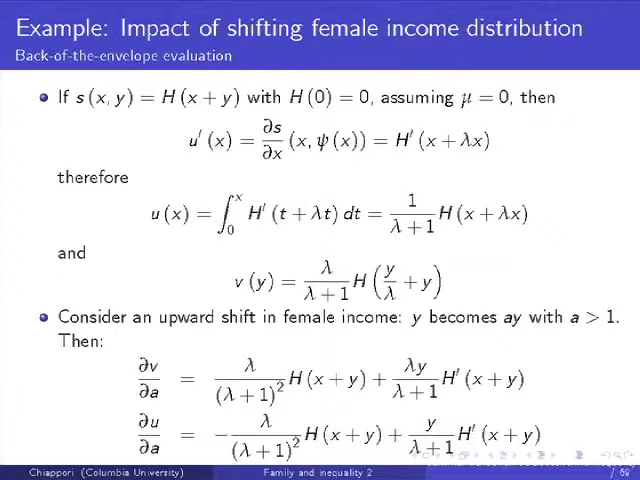 Example: Impact of shifting female income distribution
Back-of-the-envelope evaluation
• If s (x, y) = H (x + y) with H (0) = 0, assuming μ = 0, then
u′ (x) = ∂s/∂x (x, ψ (x)) = H′ (x + λx)
therefore
u (x) = ∫₀ˣ H′ (t + λt) dt = 1/(λ + 1) H (x + λx)
and
v (y) = λ/(λ + 1) H (y/λ + y)
• Consider an upward shift in female income: y becomes ay with a > 1.
Then:
∂v/∂a = λ/(λ + 1)² H (x + y) + λy/(λ + 1) H′ (x + y)
∂u/∂a = − λ/(λ + 1)² H (x + y) + y/(λ + 1) H′ (x + y)
Chiappori (Columbia University) Family and inequality 2 / 69